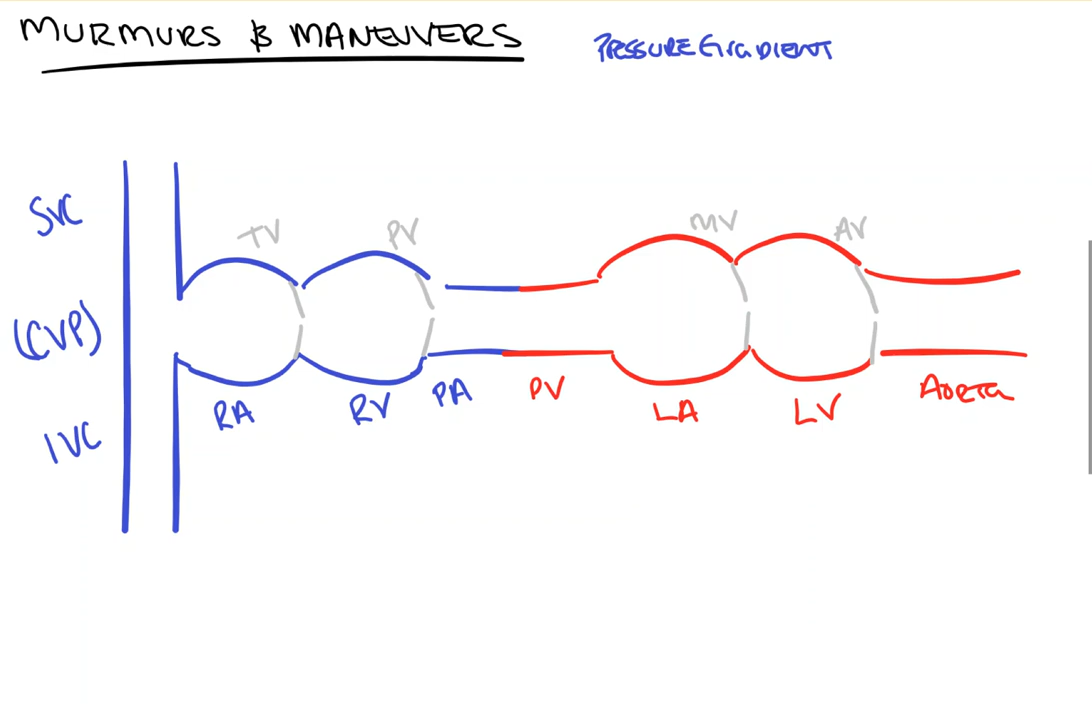 MURMURS & MANEUVERS
PRESSURE GRADIENT
SVC
TV
PV
MV
AV
(CVP)
IVC
RA
RV
PA
PV
LA
LV
AORTA